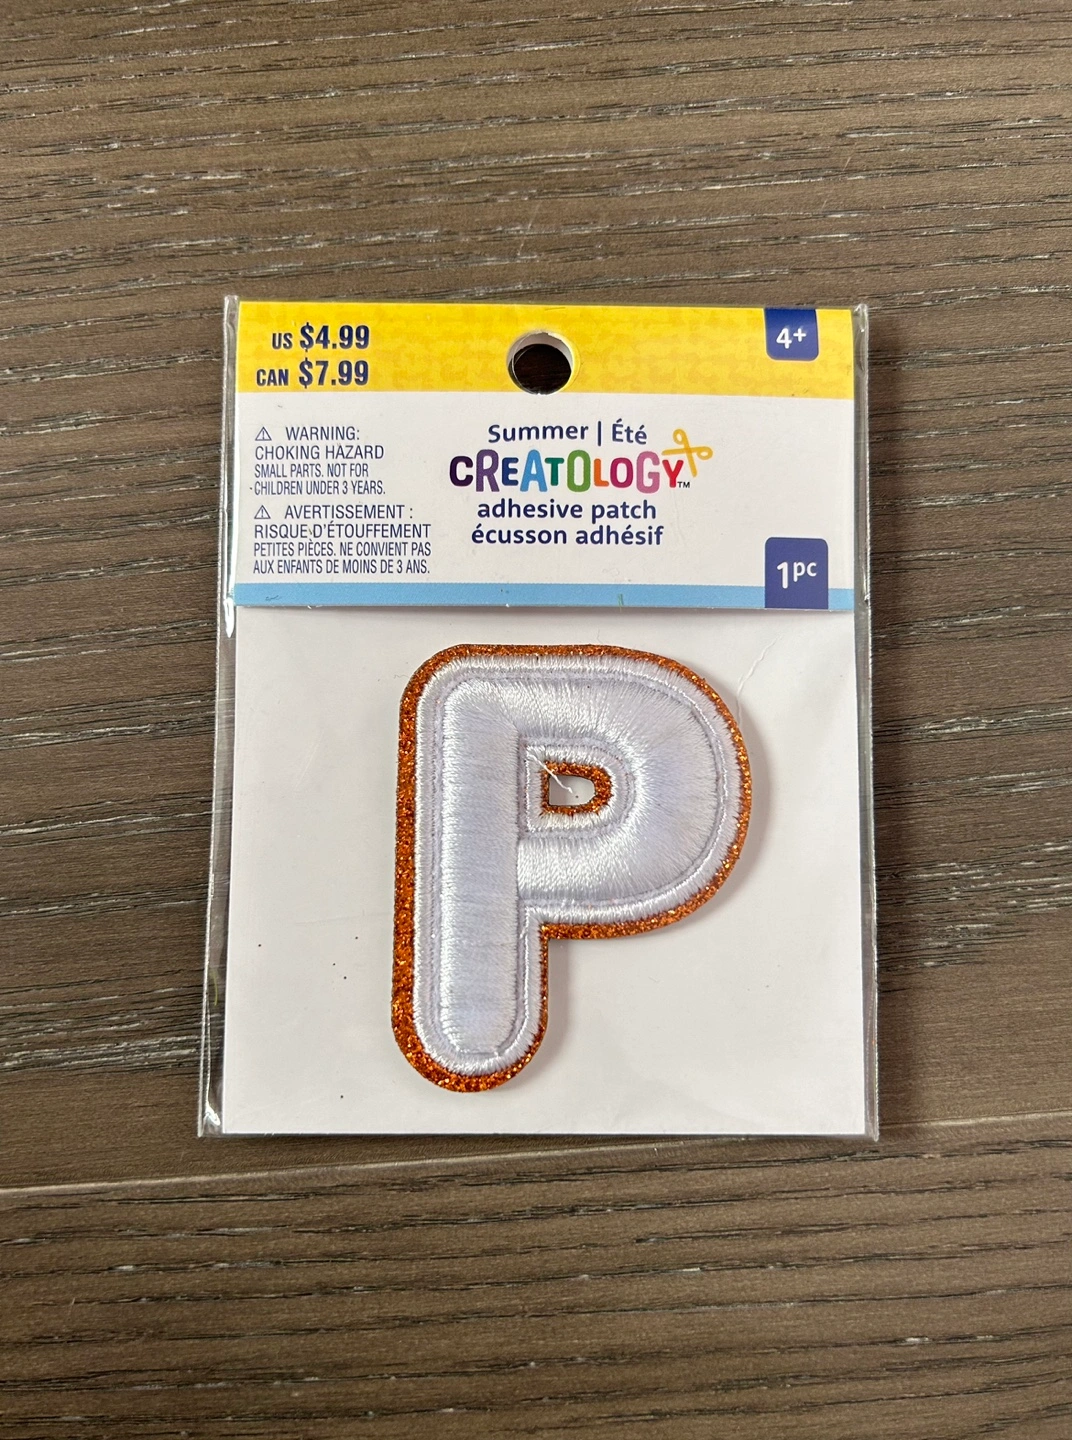 US $4.99
CAN $7.99
4+
⚠ WARNING:
CHOKING HAZARD
SMALL PARTS. NOT FOR
CHILDREN UNDER 3 YEARS.
⚠ AVERTISSEMENT :
RISQUE D'ÉTOUFFEMENT
PETITES PIÈCES. NE CONVIENT PAS
AUX ENFANTS DE MOINS DE 3 ANS.
Summer | Été
CREATOLOGY™
adhesive patch
écusson adhésif
1pc
P